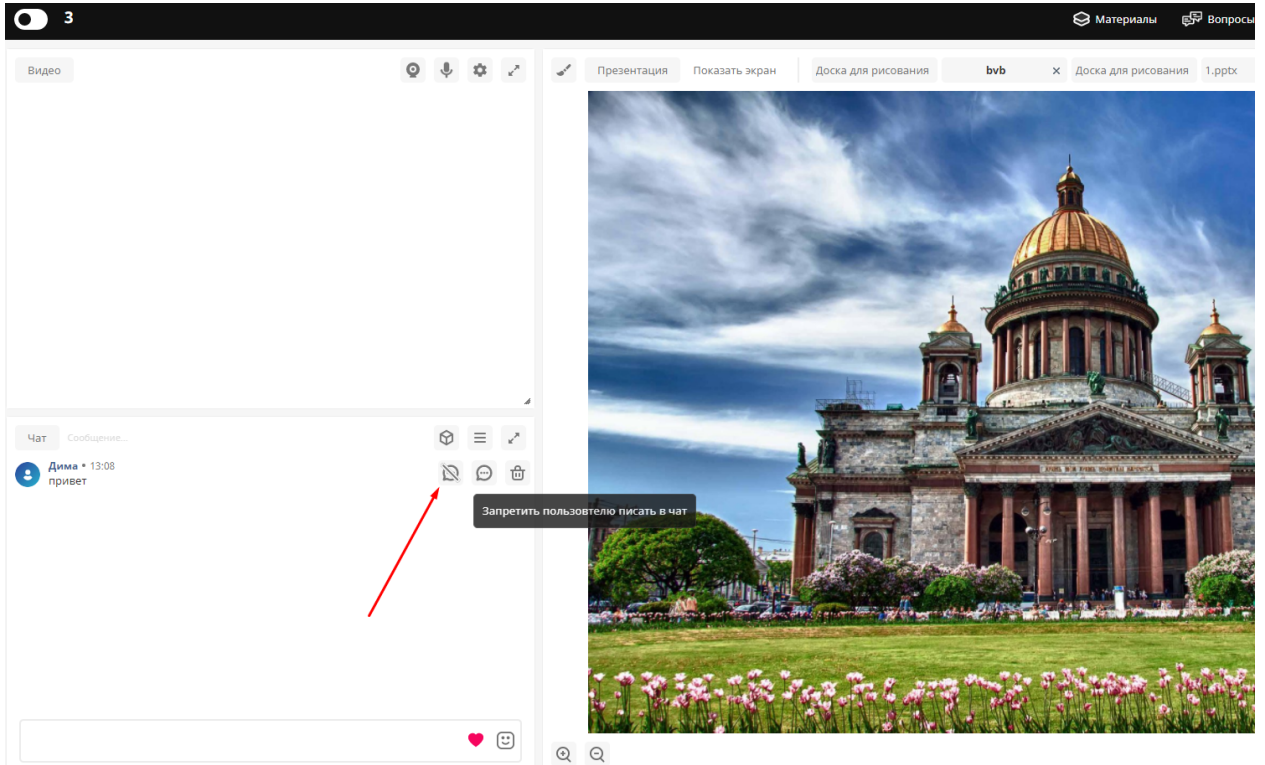 3
Материалы
Вопросы
Видео
Презентация Показать экран Доска для рисования bvb × Доска для рисования 1.pptx
Чат Сообщение...
Дима • 13:08
привет
Запретить пользовтелю писать в чат